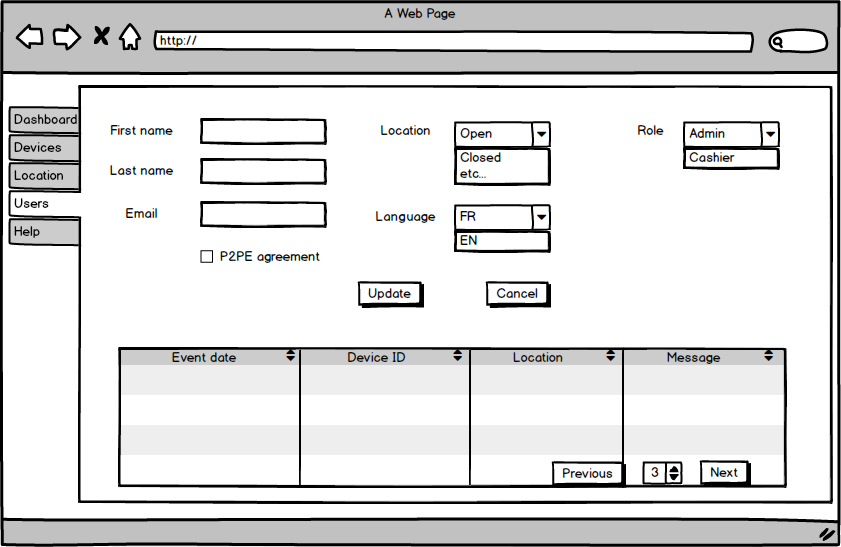 A Web Page
http://
Dashboard
Devices
Location
Users
Help
First name
Location
Open
Closed
etc...
Role
Admin
Cashier
Last name
Email
Language
FR
EN
P2PE agreement
Update
Cancel
Event date
Device ID
Location
Message
Previous
3
Next